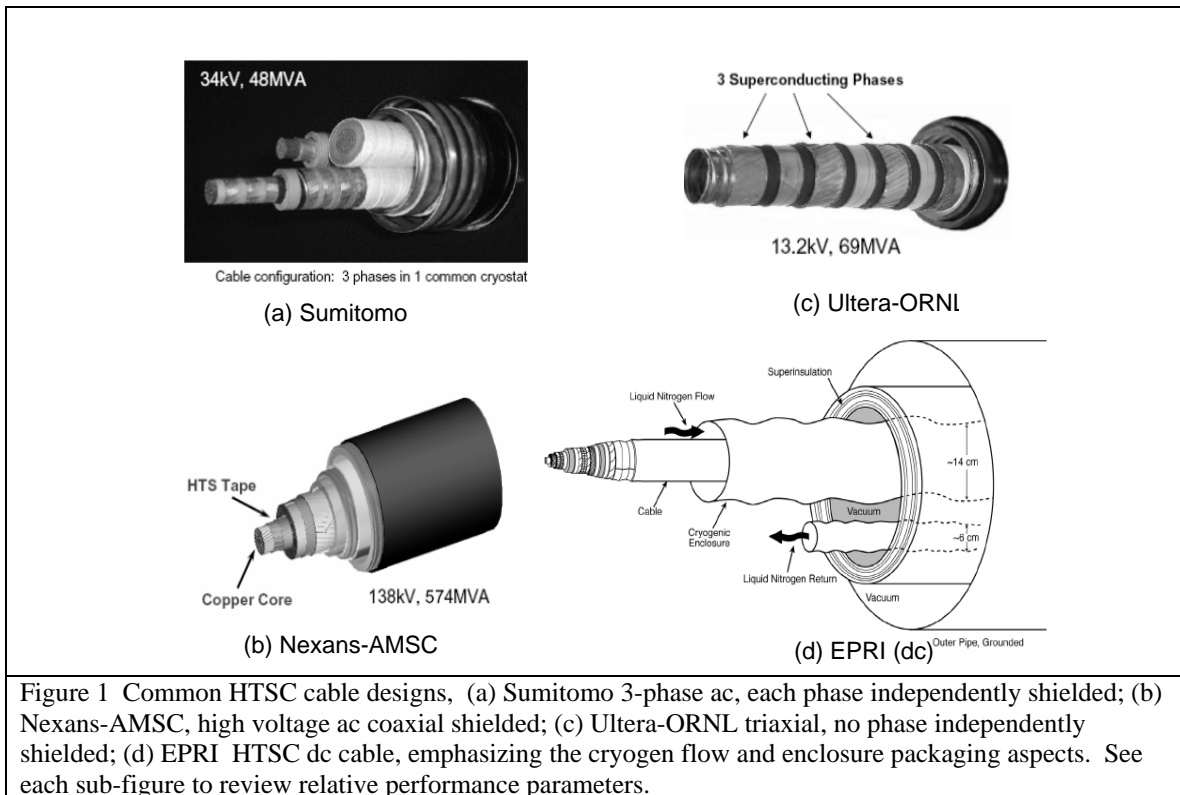 34kV, 48MVA
Cable configuration: 3 phases in 1 common cryostat
(a) Sumitomo
3 Superconducting Phases
13.2kV, 69MVA
(c) Ultera-ORNL
HTS Tape
Copper Core
138kV, 574MVA
(b) Nexans-AMSC
Superinsulation
Liquid Nitrogen Flow
~14 cm
Cable
Vacuum
Cryogenic
Enclosure
~6 cm
Liquid Nitrogen Return
Vacuum
Outer Pipe, Grounded
(d) EPRI (dc)
Figure 1 Common HTSC cable designs, (a) Sumitomo 3-phase ac, each phase independently shielded; (b)
Nexans-AMSC, high voltage ac coaxial shielded; (c) Ultera-ORNL triaxial, no phase independently
shielded; (d) EPRI HTSC dc cable, emphasizing the cryogen flow and enclosure packaging aspects. See
each sub-figure to review relative performance parameters.